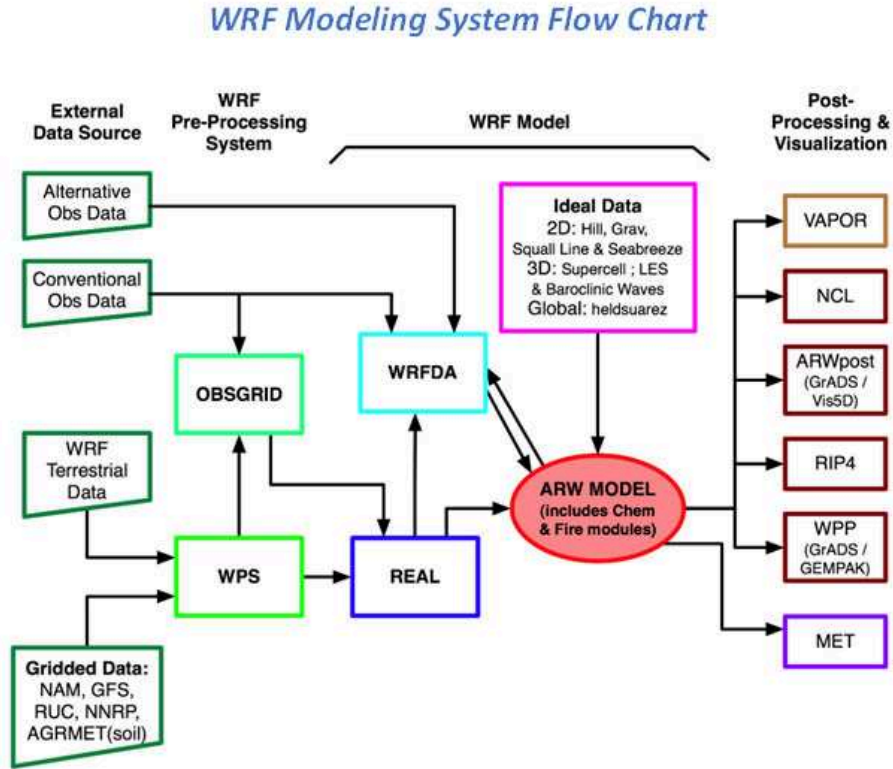 WRF Modeling System Flow Chart
External
Data Source
WRF
Pre-Processing
System
WRF Model
Post-
Processing &
Visualization
Alternative
Obs Data
Conventional
Obs Data
WRF
Terrestrial
Data
Gridded Data:
NAM, GFS,
RUC, NNRP,
AGRMET(soil)
OBSGRID
WPS
WRFDA
REAL
Ideal Data
2D: Hill, Grav,
Squall Line & Seabreeze
3D: Supercell ; LES
& Baroclinic Waves
Global: heldsuarez
ARW MODEL
(includes Chem
& Fire modules)
VAPOR
NCL
ARWpost
(GrADS /
Vis5D)
RIP4
WPP
(GrADS /
GEMPAK)
MET